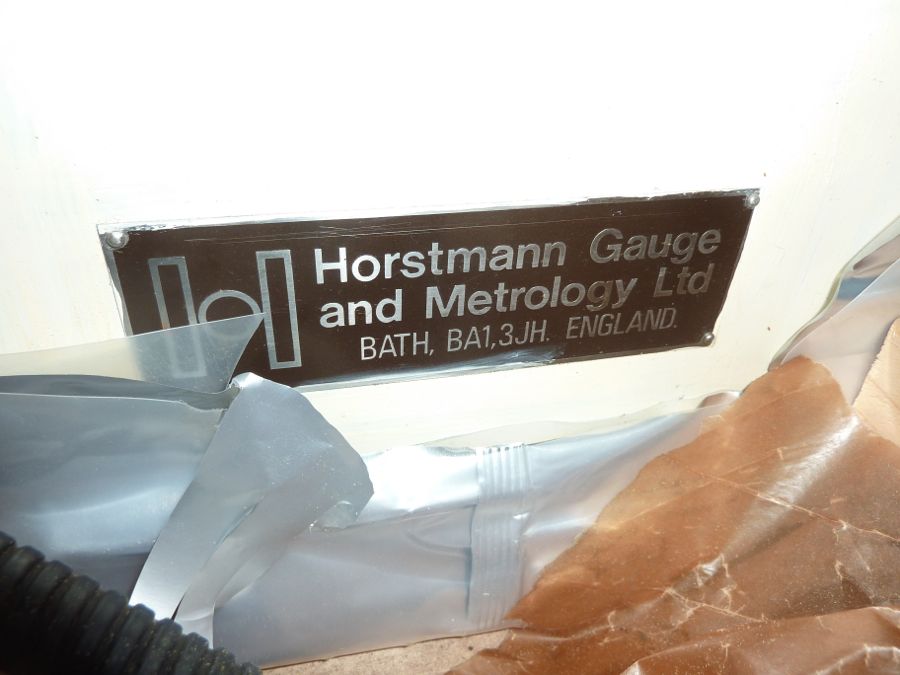 Horstmann Gauge
and Metrology Ltd
BATH, BA1,3JH. ENGLAND.